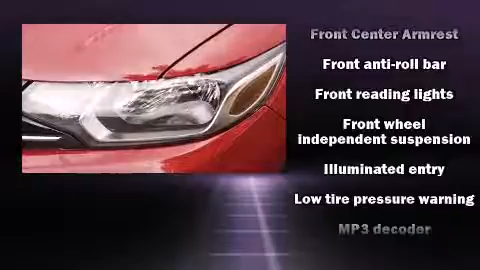 Front Center Armrest
Front anti-roll bar
Front reading lights
Front wheel
independent suspension
Illuminated entry
Low tire pressure warning
MP3 decoder